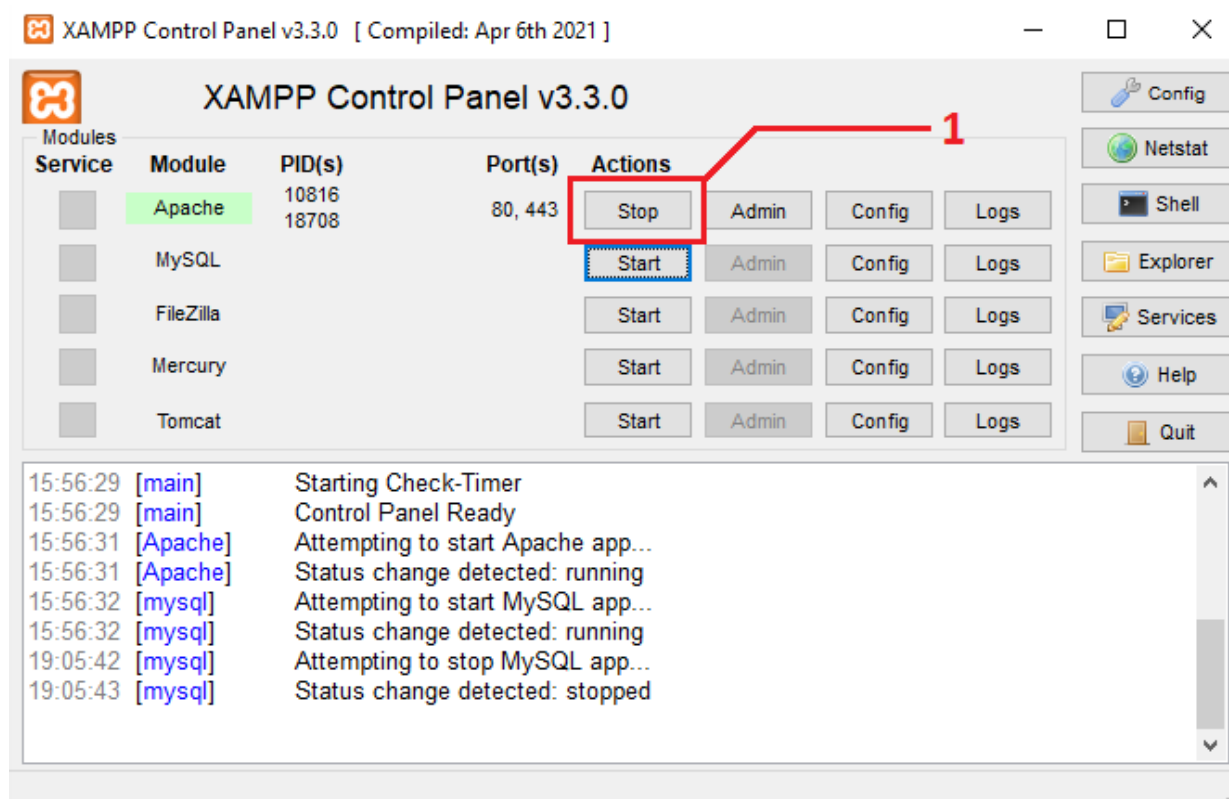 XAMPP Control Panel v3.3.0 [ Compiled: Apr 6th 2021 ]
XAMPP Control Panel v3.3.0
Config
1
Modules
Netstat
Service Module PID(s) Port(s) Actions
Apache 10816 18708 80, 443 Stop Admin Config Logs
Shell
MySQL Start Admin Config Logs
Explorer
FileZilla Start Admin Config Logs
Services
Mercury Start Admin Config Logs
Help
Tomcat Start Admin Config Logs
Quit
15:56:29 [main] Starting Check-Timer
15:56:29 [main] Control Panel Ready
15:56:31 [Apache] Attempting to start Apache app...
15:56:31 [Apache] Status change detected: running
15:56:32 [mysql] Attempting to start MySQL app...
15:56:32 [mysql] Status change detected: running
19:05:42 [mysql] Attempting to stop MySQL app...
19:05:43 [mysql] Status change detected: stopped